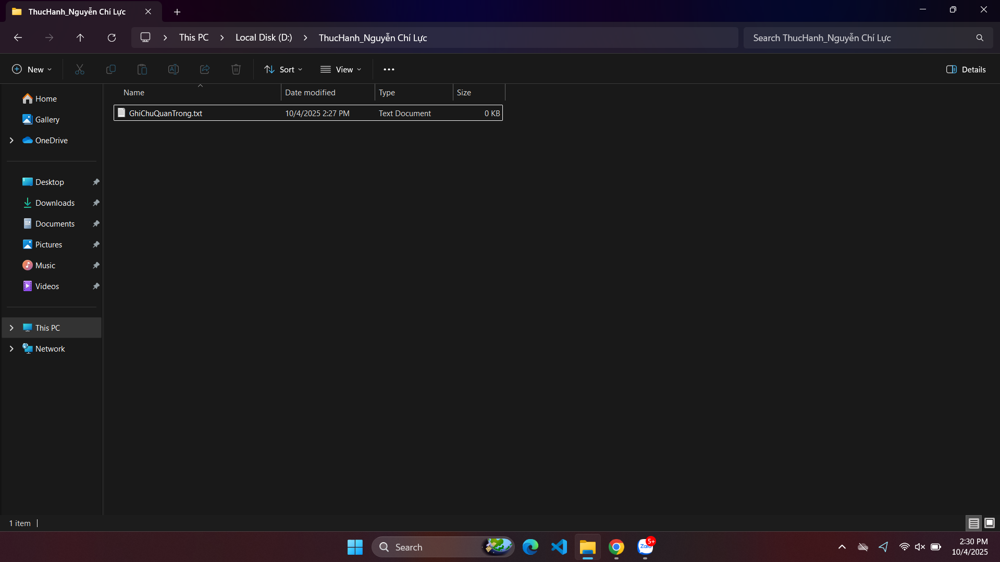 ThucHanh_Nguyễn Chí Lực
This PC
Local Disk (D:)
ThucHanh_Nguyễn Chí Lực
Search ThucHanh_Nguyễn Chí Lực
New
Sort
View
Details
Name
Date modified
Type
Size
GhiChuQuanTrong.txt
10/4/2025 2:27 PM
Text Document
0 KB
Home
Gallery
OneDrive
Desktop
Downloads
Documents
Pictures
Music
Videos
This PC
Network
1 item
Search
Zalo
5+
2:30 PM
10/4/2025